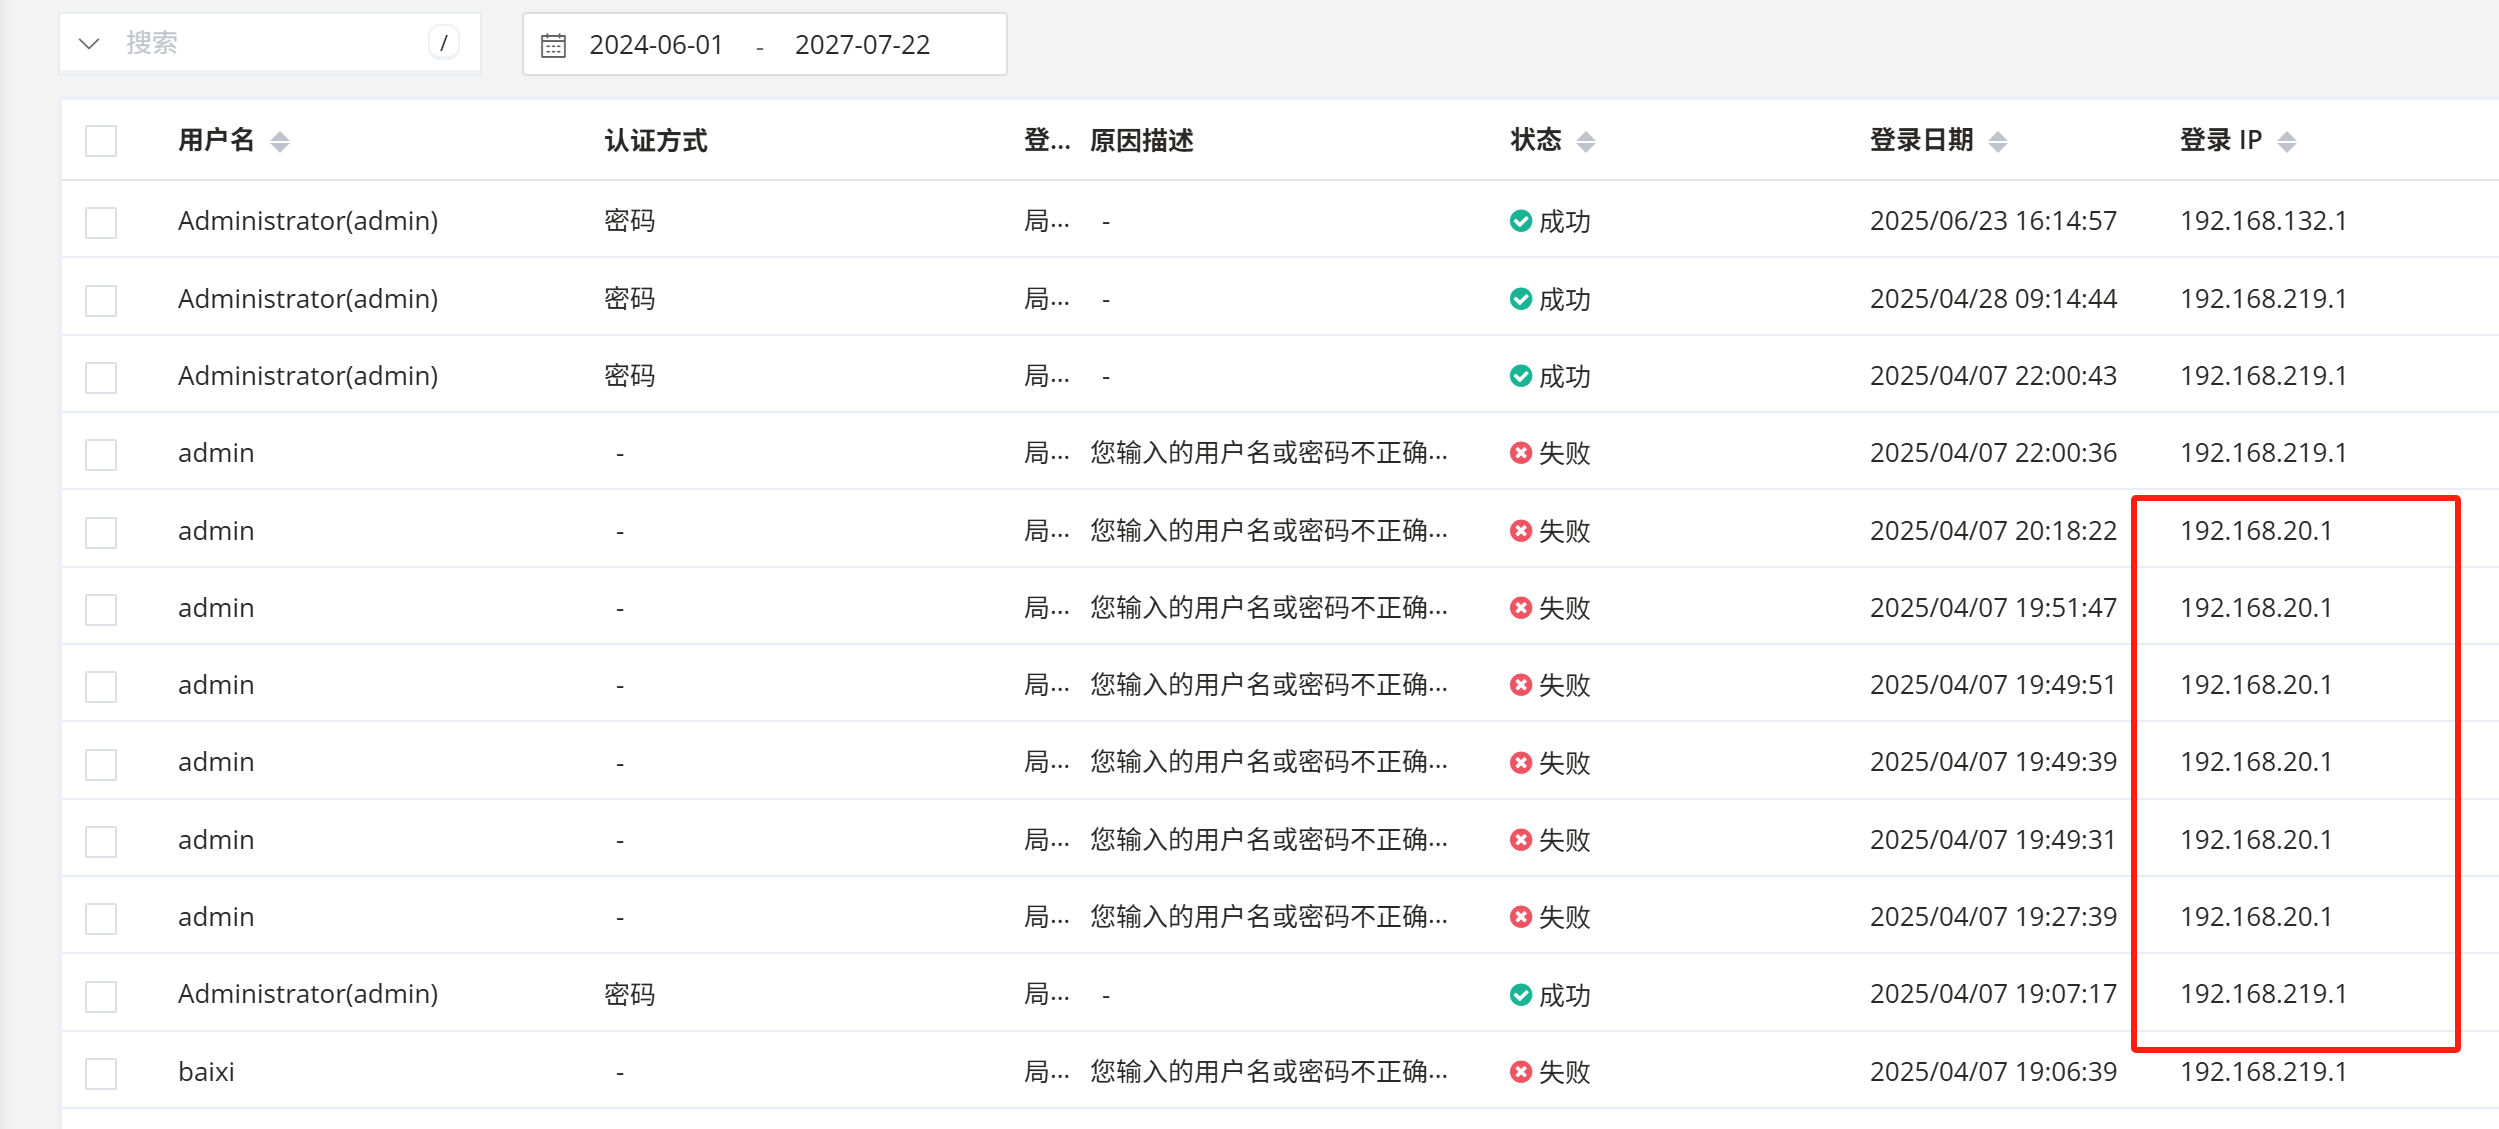 搜索 /
2024-06-01 - 2027-07-22
用户名 认证方式 登... 原因描述 状态 登录日期 登录 IP
Administrator(admin) 密码 局... - 成功 2025/06/23 16:14:57 192.168.132.1
Administrator(admin) 密码 局... - 成功 2025/04/28 09:14:44 192.168.219.1
Administrator(admin) 密码 局... - 成功 2025/04/07 22:00:43 192.168.219.1
admin - 局... 您输入的用户名或密码不正确... 失败 2025/04/07 22:00:36 192.168.219.1
admin - 局... 您输入的用户名或密码不正确... 失败 2025/04/07 20:18:22 192.168.20.1
admin - 局... 您输入的用户名或密码不正确... 失败 2025/04/07 19:51:47 192.168.20.1
admin - 局... 您输入的用户名或密码不正确... 失败 2025/04/07 19:49:51 192.168.20.1
admin - 局... 您输入的用户名或密码不正确... 失败 2025/04/07 19:49:39 192.168.20.1
admin - 局... 您输入的用户名或密码不正确... 失败 2025/04/07 19:49:31 192.168.20.1
admin - 局... 您输入的用户名或密码不正确... 失败 2025/04/07 19:27:39 192.168.20.1
Administrator(admin) 密码 局... - 成功 2025/04/07 19:07:17 192.168.219.1
baixi - 局... 您输入的用户名或密码不正确... 失败 2025/04/07 19:06:39 192.168.219.1